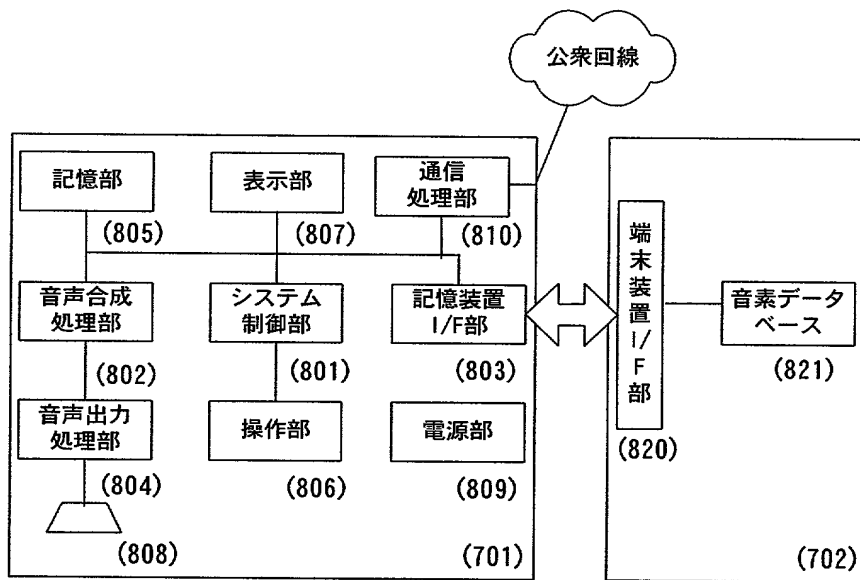 公衆回線
記憶部
(805)
表示部
(807)
通信
処理部
(810)
音声合成
処理部
(802)
システム
制御部
(801)
記憶装置
I/F部
(803)
音声出力
処理部
(804)
操作部
(806)
電源部
(809)
(808)
(701)
端末装置I/F部
(820)
音素データ
ベース
(821)
(702)